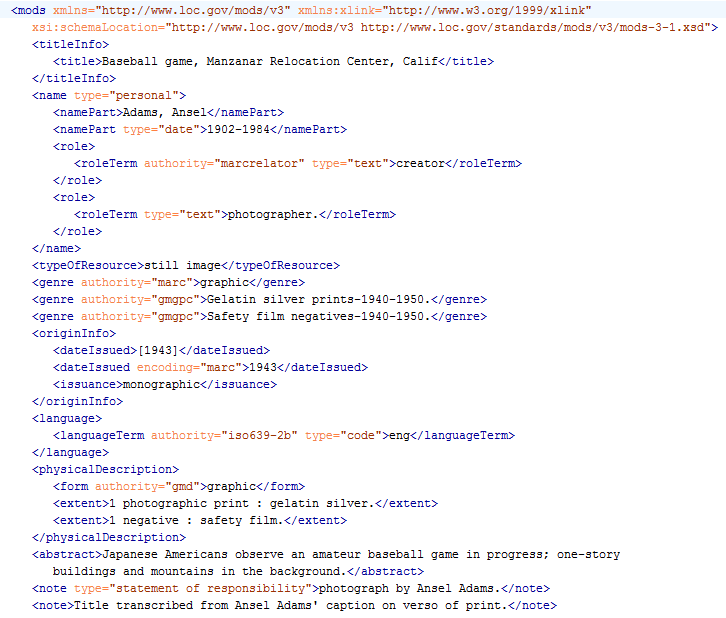 <mods xmlns="http://www.loc.gov/mods/v3" xmlns:xlink="http://www.w3.org/1999/xlink"
xsi:schemaLocation="http://www.loc.gov/mods/v3 http://www.loc.gov/standards/mods/v3/mods-3-1.xsd">
<titleInfo>
<title>Baseball game, Manzanar Relocation Center, Calif</title>
</titleInfo>
<name type="personal">
<namePart>Adams, Ansel</namePart>
<namePart type="date">1902-1984</namePart>
<role>
<roleTerm authority="marcrelator" type="text">creator</roleTerm>
</role>
<role>
<roleTerm type="text">photographer.</roleTerm>
</role>
</name>
<typeOfResource>still image</typeOfResource>
<genre authority="marc">graphic</genre>
<genre authority="gmgpc">Gelatin silver prints-1940-1950.</genre>
<genre authority="gmgpc">Safety film negatives-1940-1950.</genre>
<originInfo>
<dateIssued>[1943]</dateIssued>
<dateIssued encoding="marc">1943</dateIssued>
<issuance>monographic</issuance>
</originInfo>
<language>
<languageTerm authority="iso639-2b" type="code">eng</languageTerm>
</language>
<physicalDescription>
<form authority="gmd">graphic</form>
<extent>1 photographic print : gelatin silver.</extent>
<extent>1 negative : safety film.</extent>
</physicalDescription>
<abstract>Japanese Americans observe an amateur baseball game in progress; one-story
buildings and mountains in the background.</abstract>
<note type="statement of responsibility">photograph by Ansel Adams.</note>
<note>Title transcribed from Ansel Adams' caption on verso of print.</note>